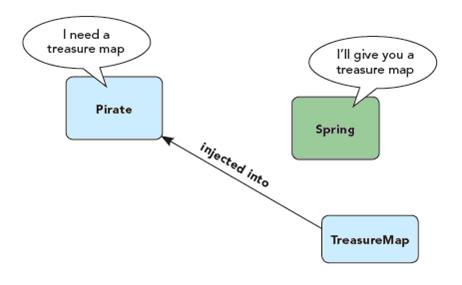 I need a
treasure map
I'll give you a
treasure map
Pirate
Spring
injected into
TreasureMap